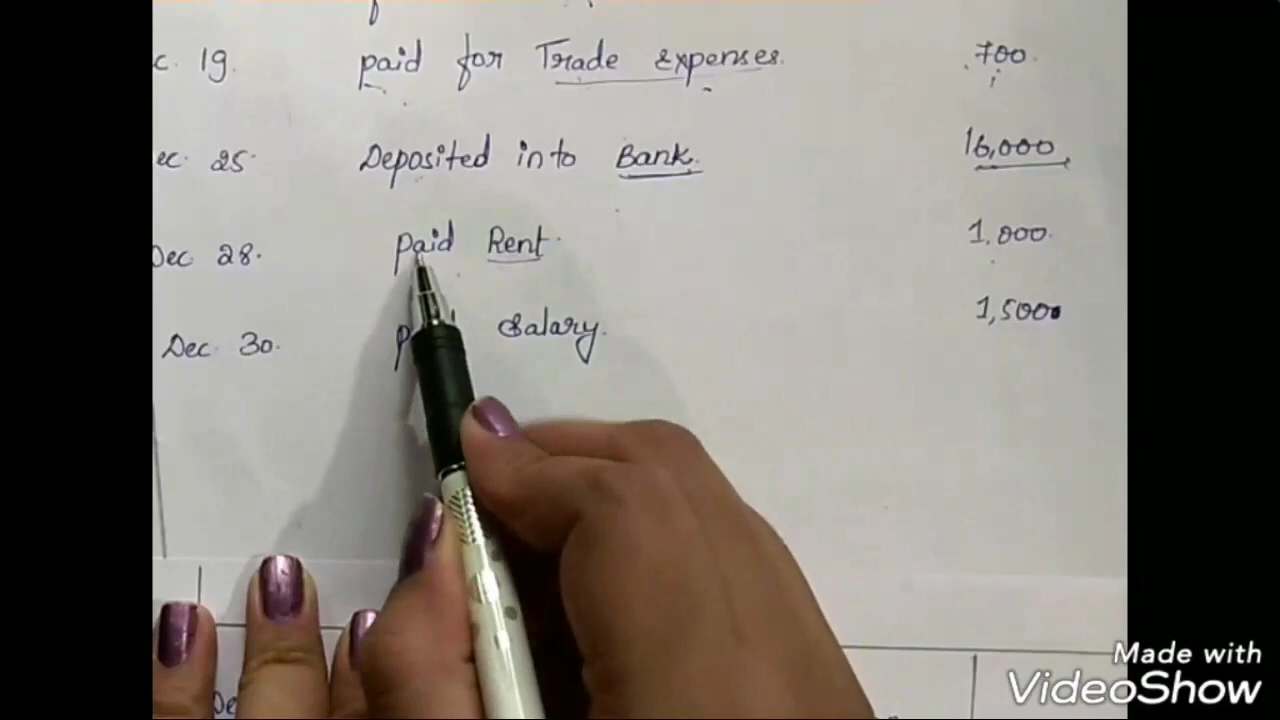 c. 19. paid for Trade expenses. 700
ec. 25. Deposited into Bank. 16,000
Dec 28. paid Rent. 1,000
Dec 30. Salary. 1,500
De
Made with
VideoShow